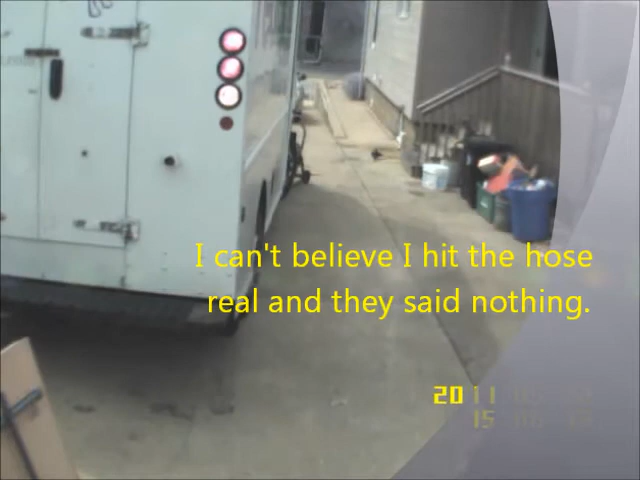 I can't believe I hit the hose
real and they said nothing.
2011
15